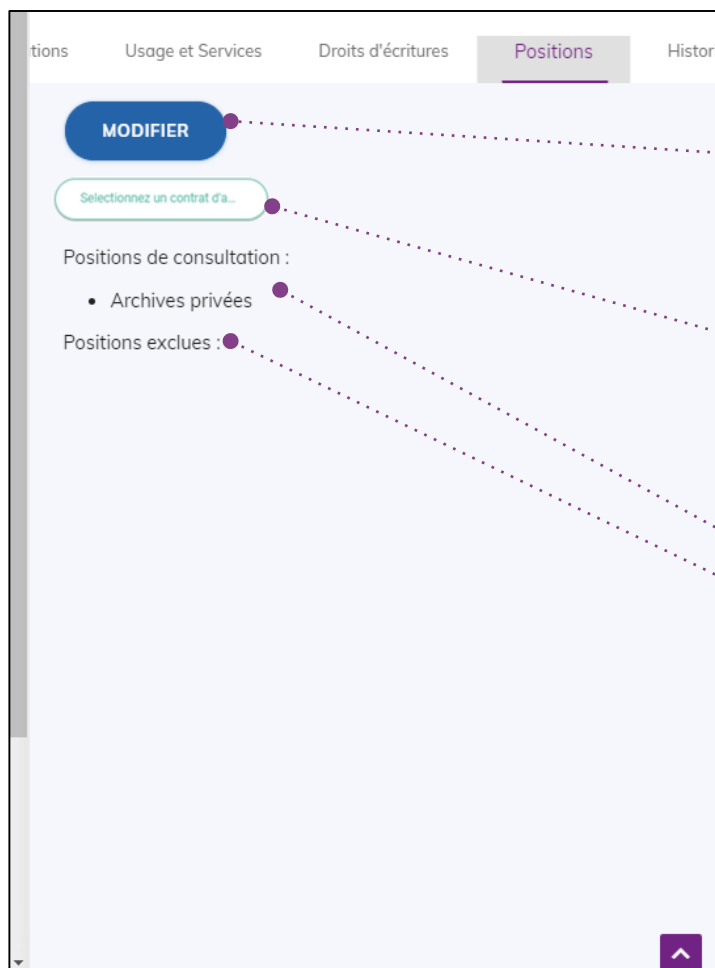 tions Usage et Services Droits d'écritures Positions Histor
MODIFIER
Selectionnez un contrat d'a...
Positions de consultation :
• Archives privées
Positions exclues :